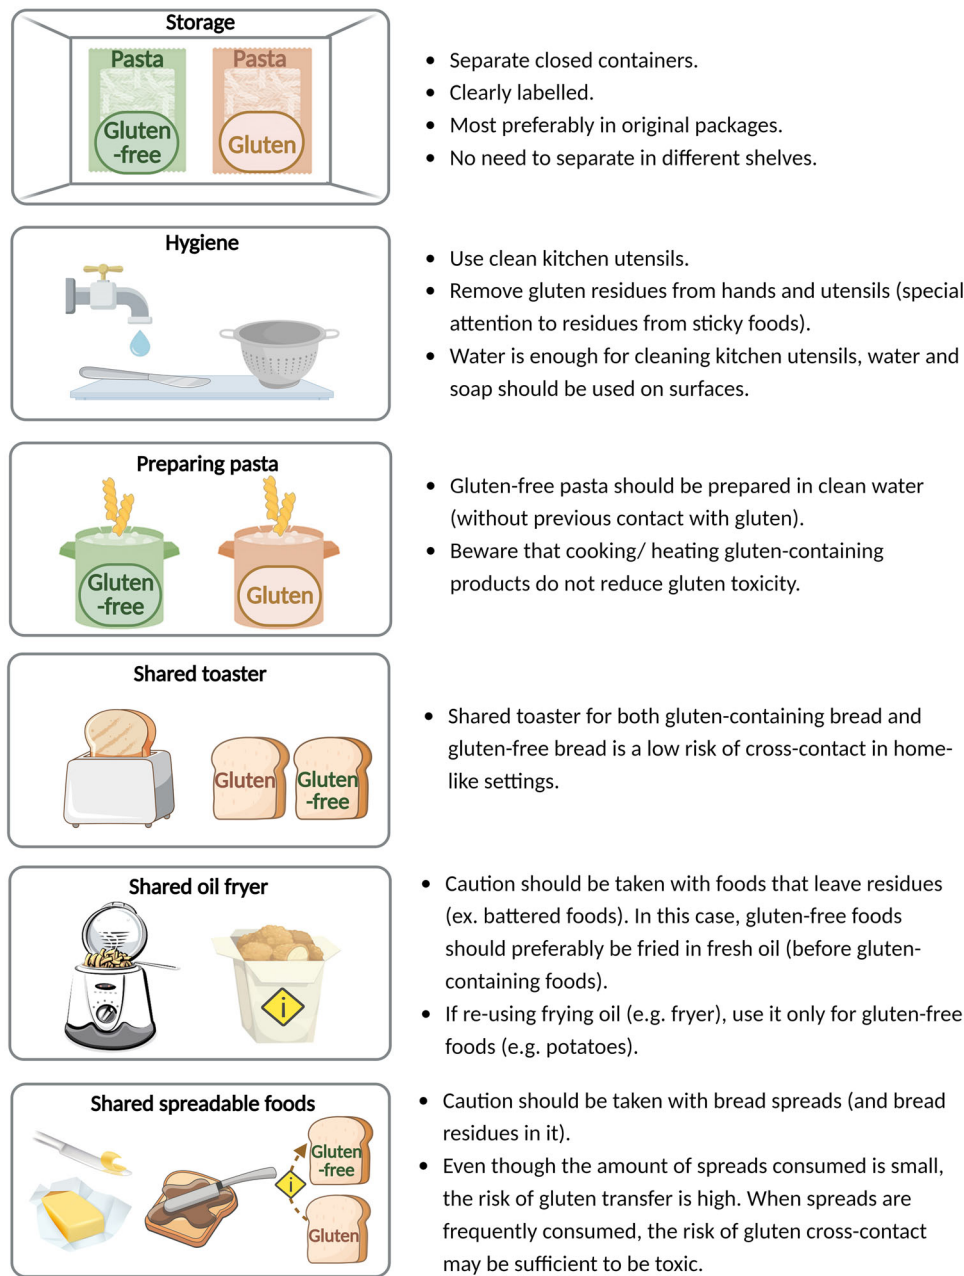 Storage
Pasta
Pasta
Gluten
-free
Gluten
• Separate closed containers.
• Clearly labelled.
• Most preferably in original packages.
• No need to separate in different shelves.
Hygiene
• Use clean kitchen utensils.
• Remove gluten residues from hands and utensils (special
attention to residues from sticky foods).
• Water is enough for cleaning kitchen utensils, water and
soap should be used on surfaces.
Preparing pasta
Gluten
-free
Gluten
• Gluten-free pasta should be prepared in clean water
(without previous contact with gluten).
• Beware that cooking/ heating gluten-containing
products do not reduce gluten toxicity.
Shared toaster
Gluten
Gluten
-free
• Shared toaster for both gluten-containing bread and
gluten-free bread is a low risk of cross-contact in home-
like settings.
Shared oil fryer
i
• Caution should be taken with foods that leave residues
(ex. battered foods). In this case, gluten-free foods
should preferably be fried in fresh oil (before gluten-
containing foods).
• If re-using frying oil (e.g. fryer), use it only for gluten-free
foods (e.g. potatoes).
Shared spreadable foods
Gluten
-free
i
Gluten
• Caution should be taken with bread spreads (and bread
residues in it).
• Even though the amount of spreads consumed is small,
the risk of gluten transfer is high. When spreads are
frequently consumed, the risk of gluten cross-contact
may be sufficient to be toxic.